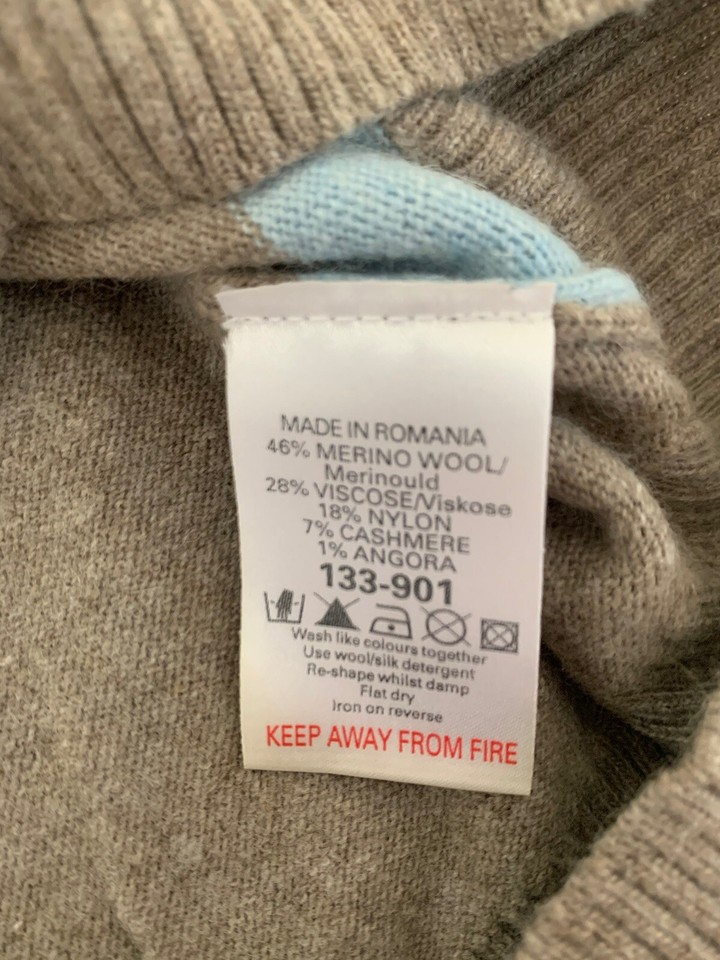 MADE IN ROMANIA
46% MERINO WOOL/
Merinould
28% VISCOSE/Viskose
18% NYLON
7% CASHMERE
1% ANGORA
133-901
Wash like colours together
Use wool/silk detergent
Re-shape whilst damp
Flat dry
Iron on reverse
KEEP AWAY FROM FIRE